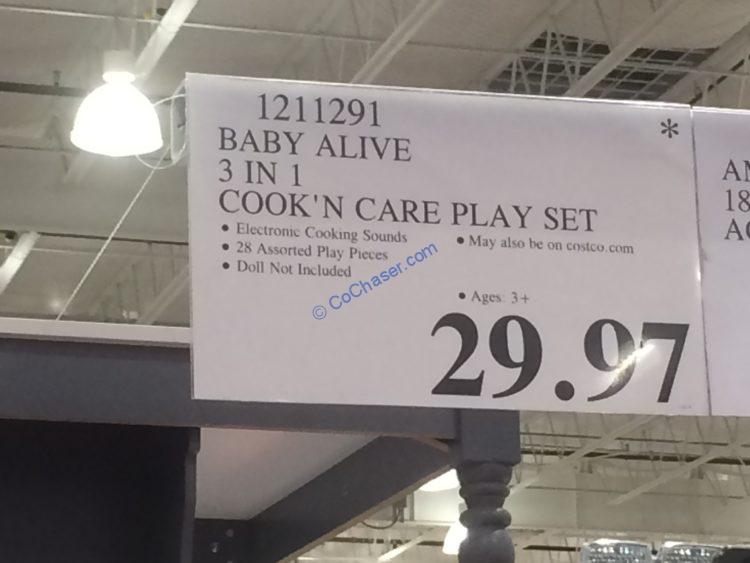 1211291
*
BABY ALIVE
3 IN 1
COOK'N CARE PLAY SET
• Electronic Cooking Sounds
• 28 Assorted Play Pieces
• Doll Not Included
• May also be on costco.com
© CoChaser.com
• Ages: 3+
29.97
18